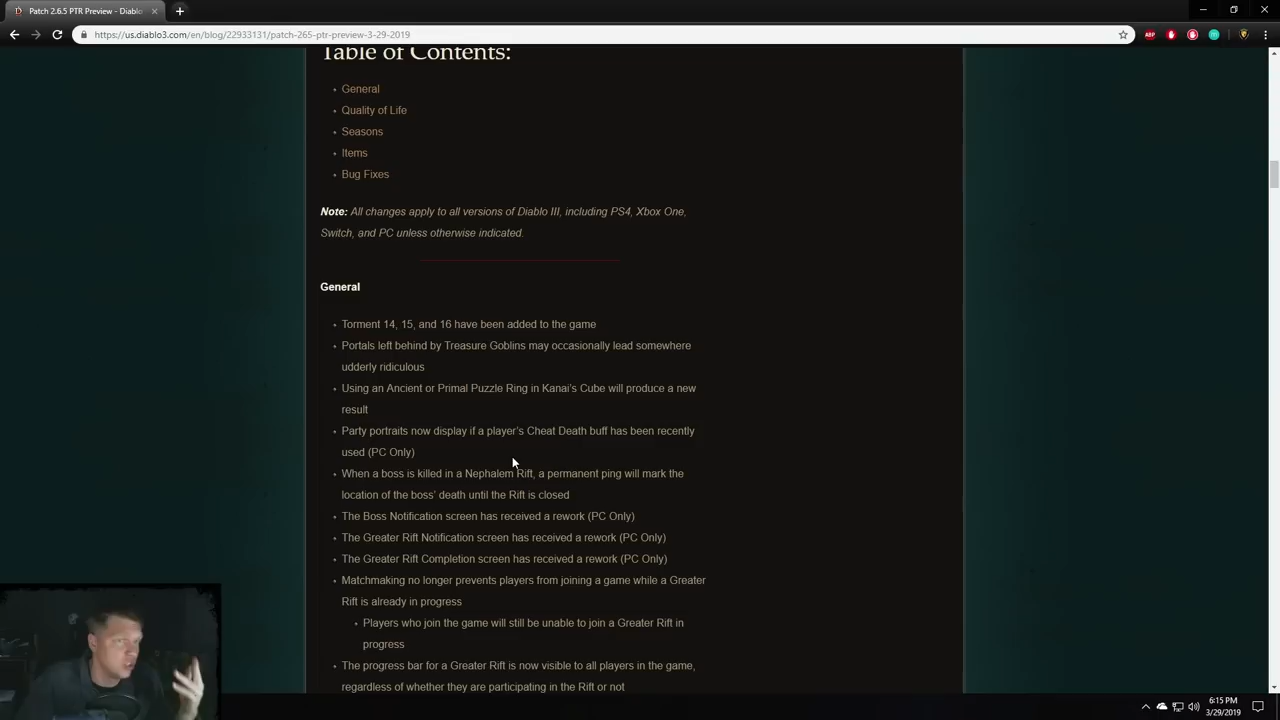 Patch 2.6.5 PTR Preview - Diablo
https://us.diablo3.com/en/blog/22933131/patch-265-ptr-preview-3-29-2019
ABP
Table of Contents:
General
Quality of Life
Seasons
Items
Bug Fixes
Note: All changes apply to all versions of Diablo III, including PS4, Xbox One,
Switch, and PC unless otherwise indicated.
General
Torment 14, 15, and 16 have been added to the game
Portals left behind by Treasure Goblins may occasionally lead somewhere
udderly ridiculous
Using an Ancient or Primal Puzzle Ring in Kanai's Cube will produce a new
result
Party portraits now display if a player's Cheat Death buff has been recently
used (PC Only)
When a boss is killed in a Nephalem Rift, a permanent ping will mark the
location of the boss' death until the Rift is closed
The Boss Notification screen has received a rework (PC Only)
The Greater Rift Notification screen has received a rework (PC Only)
The Greater Rift Completion screen has received a rework (PC Only)
Matchmaking no longer prevents players from joining a game while a Greater
Rift is already in progress
Players who join the game will still be unable to join a Greater Rift in
progress
The progress bar for a Greater Rift is now visible to all players in the game,
regardless of whether they are participating in the Rift or not
6:15 PM
3/29/2019